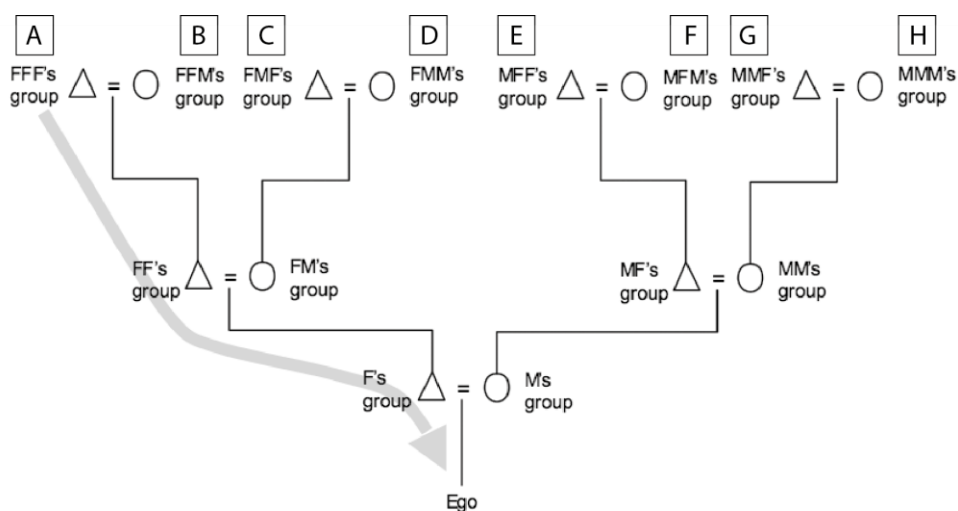 A B C D E F G H
FFF's group = FFM's group FMF's group = FMM's group MFF's group = MFM's group MMF's group = MMM's group
FF's group = FM's group MF's group = MM's group
F's group = M's group
Ego